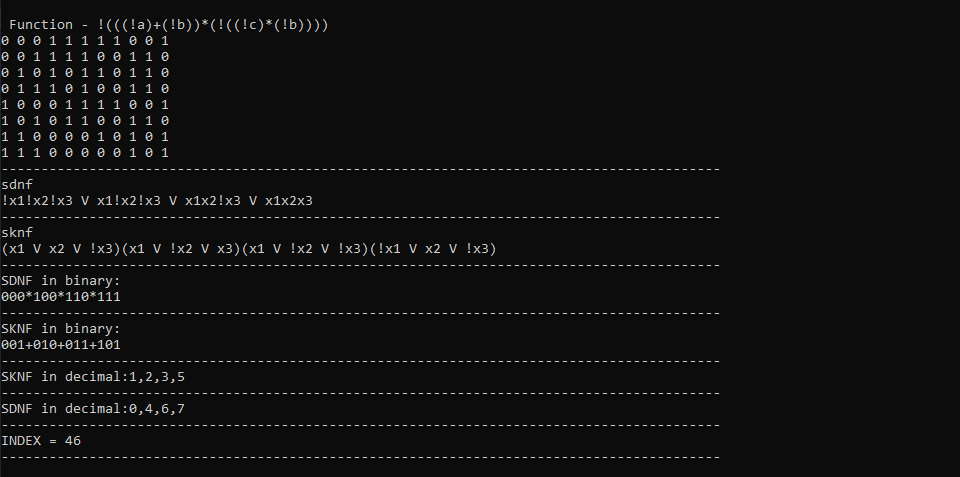 Function - !(((!a)+(!b))*(!((!c)*(!b))))
0 0 0 1 1 1 1 1 0 0 1
0 0 1 1 1 1 0 0 1 1 0
0 1 0 1 0 1 1 0 1 1 0
0 1 1 1 0 1 0 0 1 1 0
1 0 0 0 1 1 1 1 0 0 1
1 0 1 0 1 1 0 0 1 1 0
1 1 0 0 0 0 1 0 1 0 1
1 1 1 0 0 0 0 0 1 0 1
------------------------------------------------------------------------------------------
sdnf
!x1!x2!x3 V x1!x2!x3 V x1x2!x3 V x1x2x3
------------------------------------------------------------------------------------------
sknf
(x1 V x2 V !x3)(x1 V !x2 V x3)(x1 V !x2 V !x3)(!x1 V x2 V !x3)
------------------------------------------------------------------------------------------
SDNF in binary:
000*100*110*111
------------------------------------------------------------------------------------------
SKNF in binary:
001+010+011+101
------------------------------------------------------------------------------------------
SKNF in decimal:1,2,3,5
------------------------------------------------------------------------------------------
SDNF in decimal:0,4,6,7
------------------------------------------------------------------------------------------
INDEX = 46
------------------------------------------------------------------------------------------